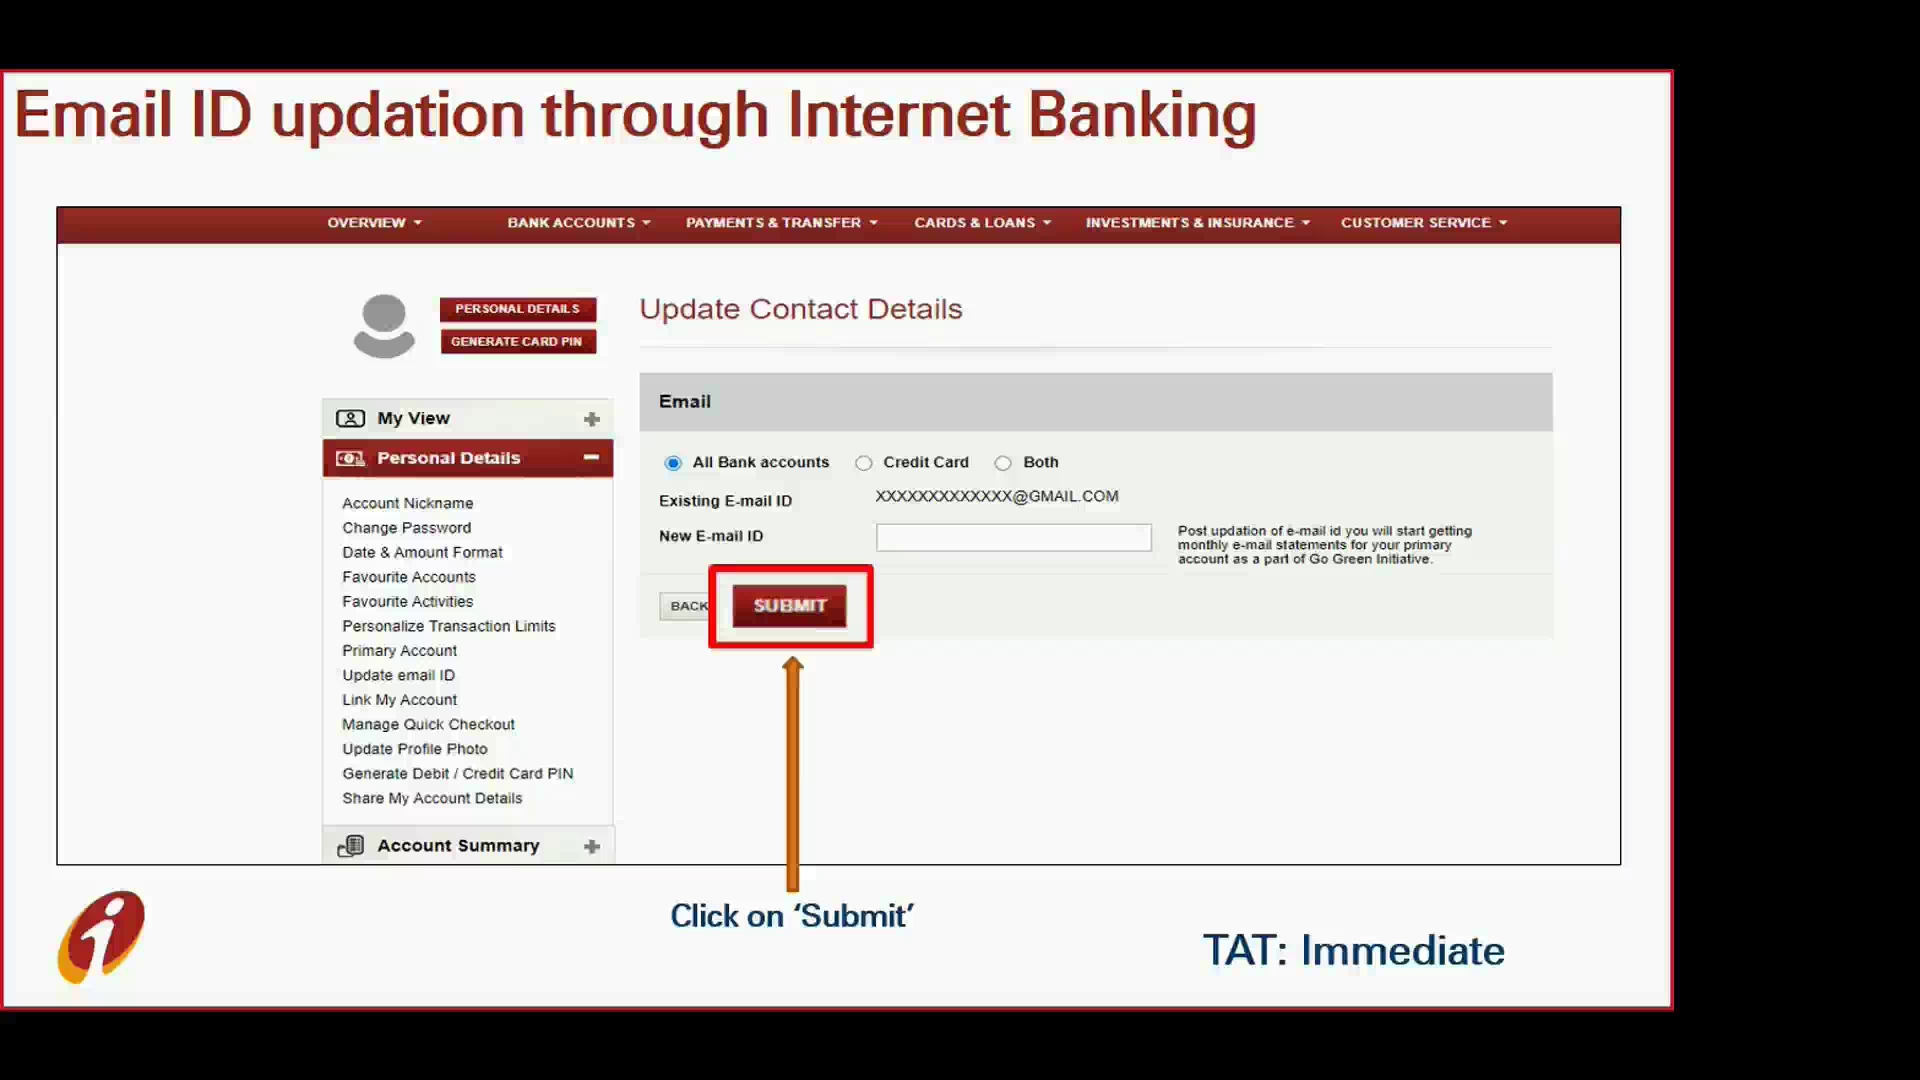 Email ID updation through Internet Banking
OVERVIEW BANK ACCOUNTS PAYMENTS & TRANSFER CARDS & LOANS INVESTMENTS & INSURANCE CUSTOMER SERVICE
PERSONAL DETAILS
GENERATE CARD PIN
My View
Personal Details
Account Nickname
Change Password
Date & Amount Format
Favourite Accounts
Favourite Activities
Personalize Transaction Limits
Primary Account
Update email ID
Link My Account
Manage Quick Checkout
Update Profile Photo
Generate Debit / Credit Card PIN
Share My Account Details
Account Summary
Update Contact Details
Email
All Bank accounts Credit Card Both
Existing E-mail ID XXXXXXXXXXXXX@GMAIL.COM
New E-mail ID
Post updation of e-mail id you will start getting
monthly e-mail statements for your primary
account as a part of Go Green Initiative.
BACK SUBMIT
Click on ‘Submit’
TAT: Immediate